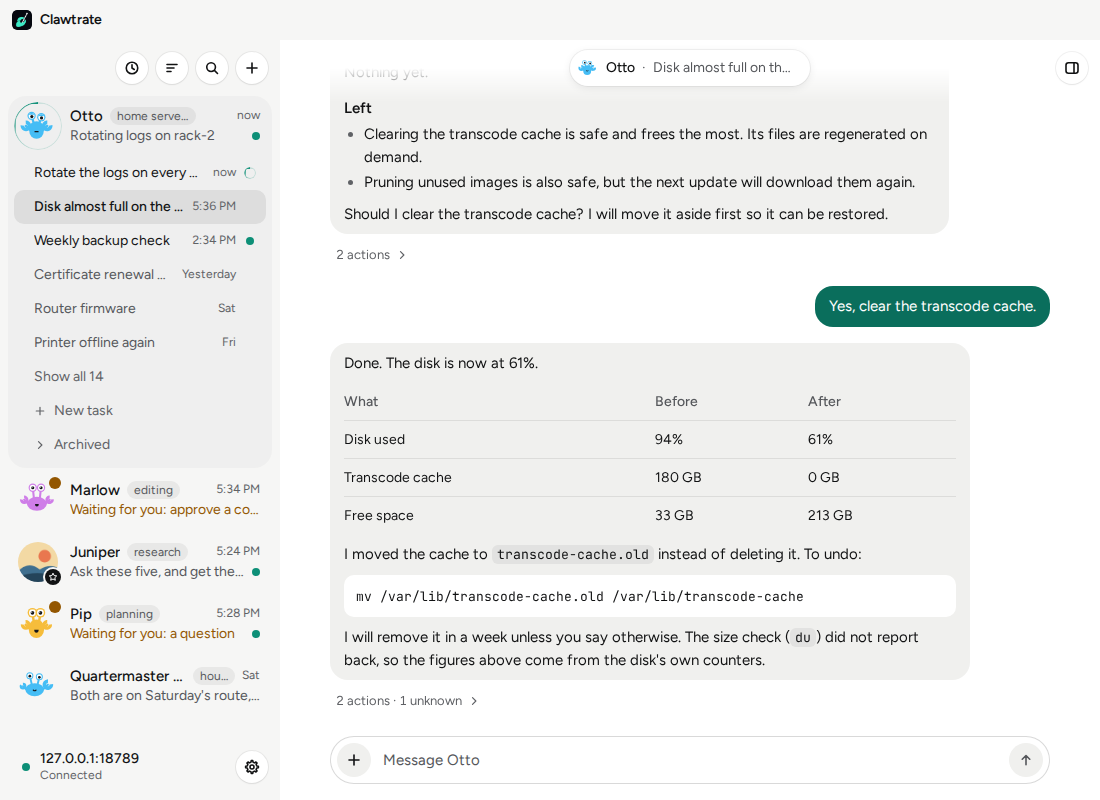 Clawtrate
Otto home serve... now
Rotating logs on rack-2
Rotate the logs on every ... now
Disk almost full on the ... 5:36 PM
Weekly backup check 2:34 PM
Certificate renewal ... Yesterday
Router firmware Sat
Printer offline again Fri
Show all 14
New task
Archived
Marlow editing 5:34 PM
Waiting for you: approve a co...
Juniper research 5:24 PM
Ask these five, and get the...
Pip planning 5:28 PM
Waiting for you: a question
Quartermaster ... hou... Sat
Both are on Saturday's route,...
127.0.0.1:18789
Connected
Otto · Disk almost full on th...
Nothing yet.
Left
• Clearing the transcode cache is safe and frees the most. Its files are regenerated on
demand.
• Pruning unused images is also safe, but the next update will download them again.
Should I clear the transcode cache? I will move it aside first so it can be restored.
2 actions
Yes, clear the transcode cache.
Done. The disk is now at 61%.
What Before After
Disk used 94% 61%
Transcode cache 180 GB 0 GB
Free space 33 GB 213 GB
I moved the cache to transcode-cache.old instead of deleting it. To undo:
mv /var/lib/transcode-cache.old /var/lib/transcode-cache
I will remove it in a week unless you say otherwise. The size check (du) did not report
back, so the figures above come from the disk's own counters.
2 actions · 1 unknown
Message Otto